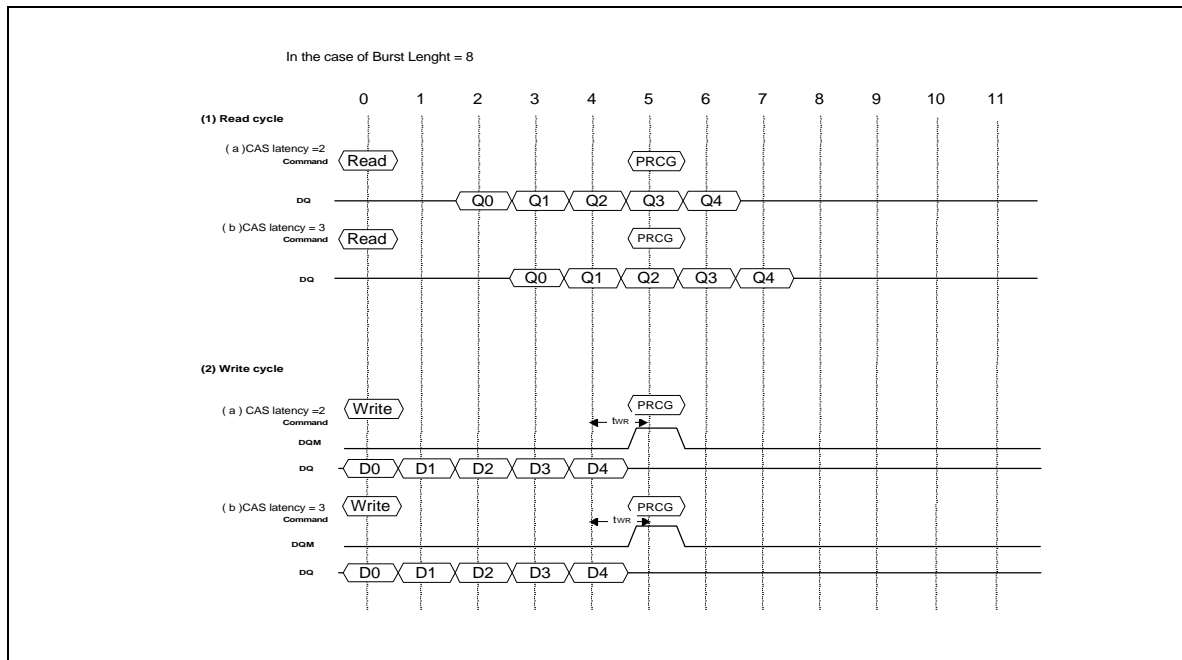 In the case of Burst Lenght = 8
0 1 2 3 4 5 6 7 8 9 10 11
(1) Read cycle
( a )CAS latency =2
Command Read PRCG
DQ Q0 Q1 Q2 Q3 Q4
( b )CAS latency = 3
Command Read PRCG
DQ Q0 Q1 Q2 Q3 Q4
(2) Write cycle
( a ) CAS latency =2
Command Write PRCG
tWR
DQM
DQ D0 D1 D2 D3 D4
( b )CAS latency = 3
Command Write PRCG
tWR
DQM
DQ D0 D1 D2 D3 D4